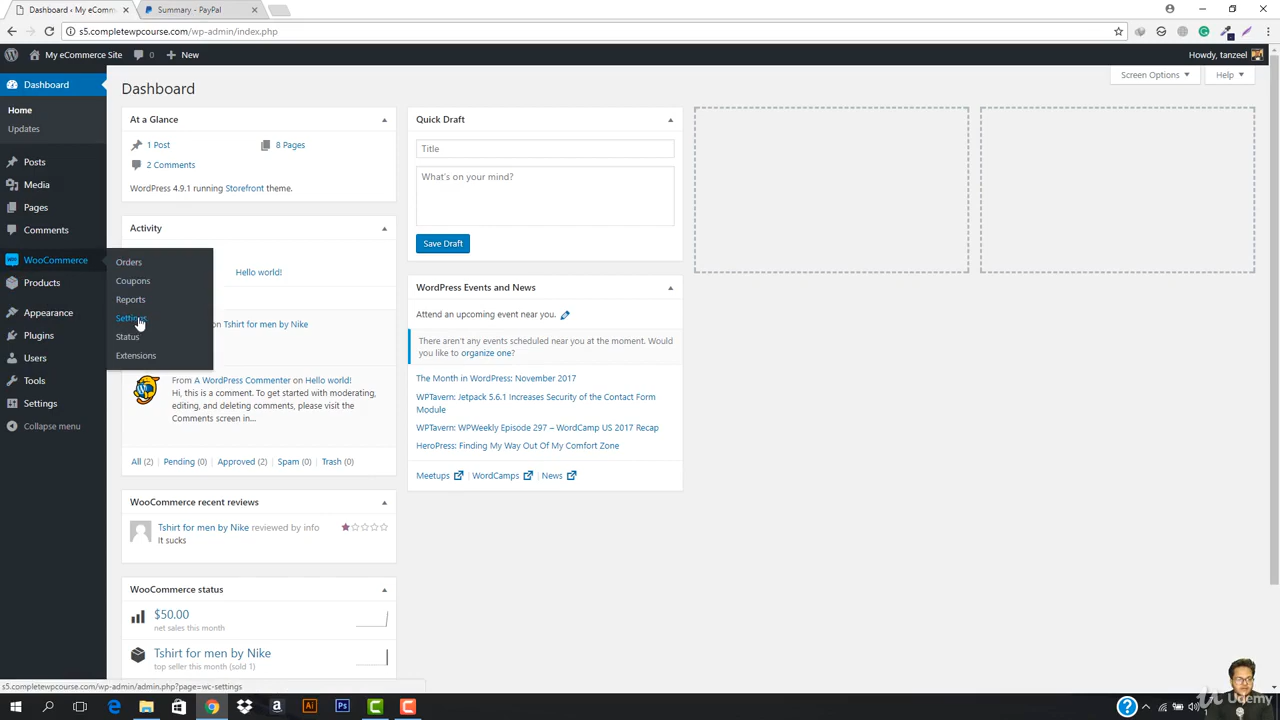 Dashboard ‹ My eComm
Summary - PayPal
s5.completewpcourse.com/wp-admin/index.php
My eCommerce Site
0
New
Howdy, tanzeel
Dashboard
Home
Updates
Posts
Media
Pages
Comments
WooCommerce
Products
Appearance
Plugins
Users
Tools
Settings
Collapse menu
Orders
Coupons
Reports
Settings
Status
Extensions
Dashboard
Screen Options
Help
At a Glance
1 Post
8 Pages
2 Comments
WordPress 4.9.1 running Storefront theme.
Activity
Hello world!
on Tshirt for men by Nike
From A WordPress Commenter on Hello world!
Hi, this is a comment. To get started with moderating,
editing, and deleting comments, please visit the
Comments screen in...
All (2) | Pending (0) | Approved (2) | Spam (0) | Trash (0)
WooCommerce recent reviews
Tshirt for men by Nike reviewed by info
It sucks
WooCommerce status
$50.00
net sales this month
Tshirt for men by Nike
top seller this month (sold 1)
Quick Draft
Title
What's on your mind?
Save Draft
WordPress Events and News
Attend an upcoming event near you.
There aren't any events scheduled near you at the moment. Would
you like to organize one?
The Month in WordPress: November 2017
WPTavern: Jetpack 5.6.1 Increases Security of the Contact Form
Module
WPTavern: WPWeekly Episode 297 – WordCamp US 2017 Recap
HeroPress: Finding My Way Out Of My Comfort Zone
Meetups | WordCamps | News
s5.completewpcourse.com/wp-admin/admin.php?page=wc-settings
Udemy